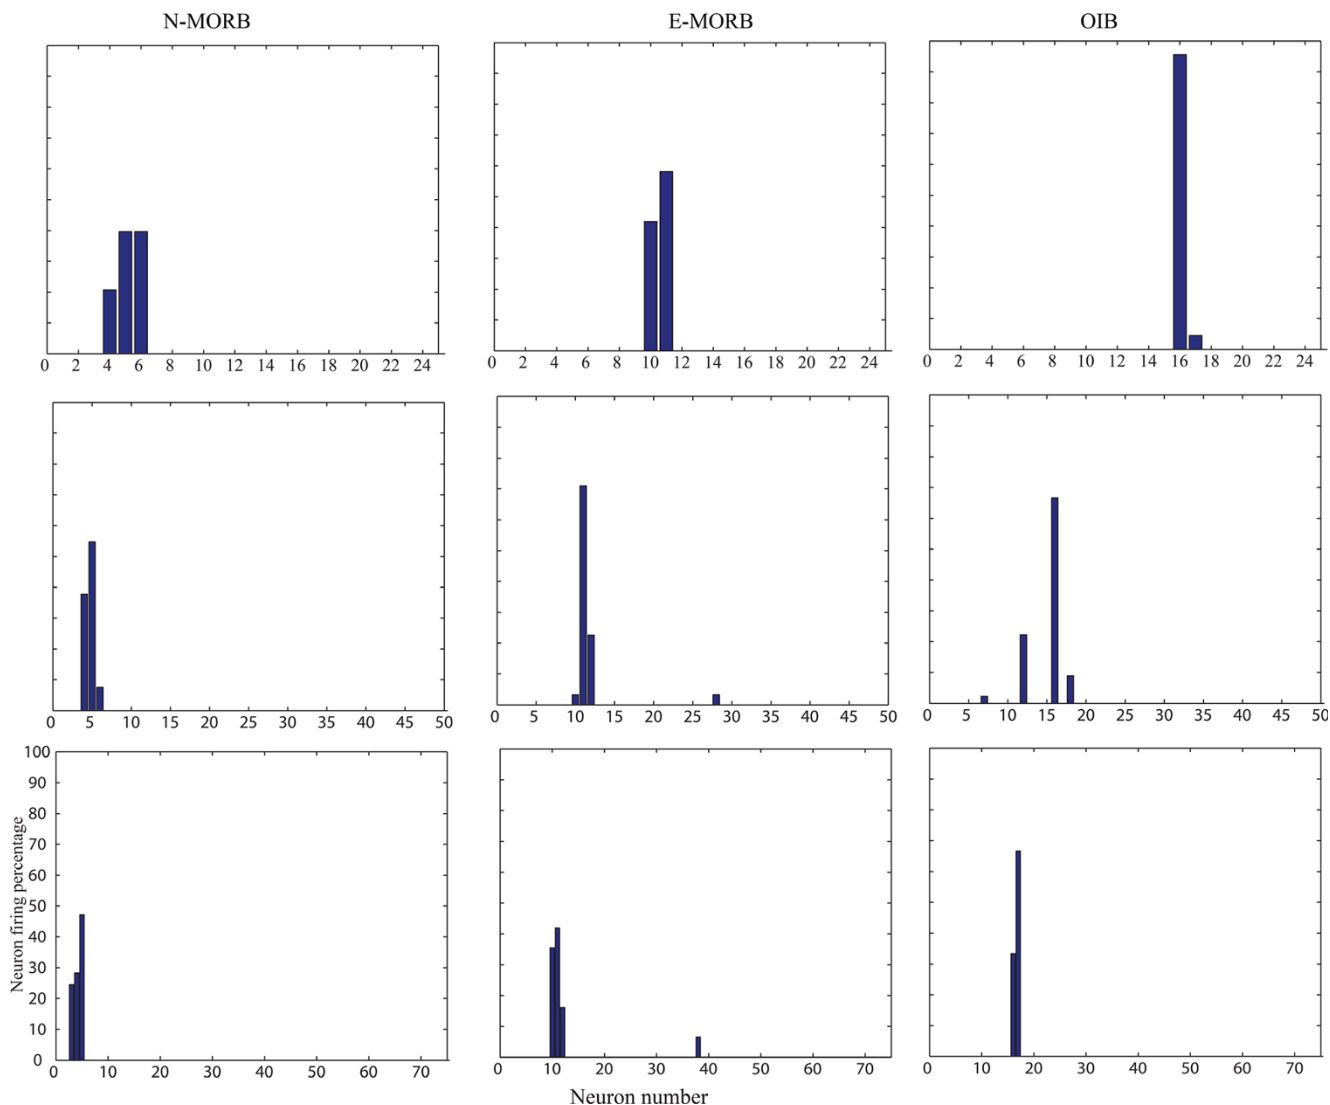 N-MORB E-MORB OIB
0 2 4 6 8 10 12 14 16 18 20 22 24
0 2 4 6 8 10 12 14 16 18 20 22 24
0 2 4 6 8 10 12 14 16 18 20 22 24
0 5 10 15 20 25 30 35 40 45 50
0 5 10 15 20 25 30 35 40 45 50
0 5 10 15 20 25 30 35 40 45 50
Neuron firing percentage
100
90
80
70
60
50
40
30
20
10
0
0 10 20 30 40 50 60 70
0 10 20 30 40 50 60 70
0 10 20 30 40 50 60 70
Neuron number